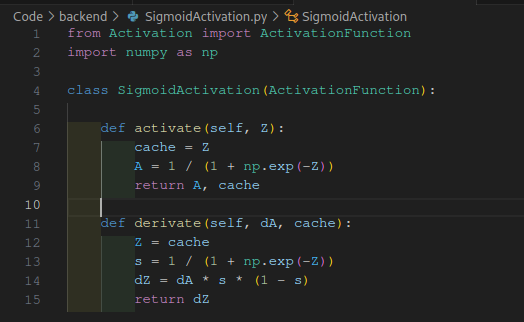 Code > backend > SigmoidActivation.py > SigmoidActivation
1 from Activation import ActivationFunction
2 import numpy as np
3
4 class SigmoidActivation(ActivationFunction):
5
6     def activate(self, Z):
7         cache = Z
8         A = 1 / (1 + np.exp(-Z))
9         return A, cache
10
11     def derivate(self, dA, cache):
12         Z = cache
13         s = 1 / (1 + np.exp(-Z))
14         dZ = dA * s * (1 - s)
15         return dZ